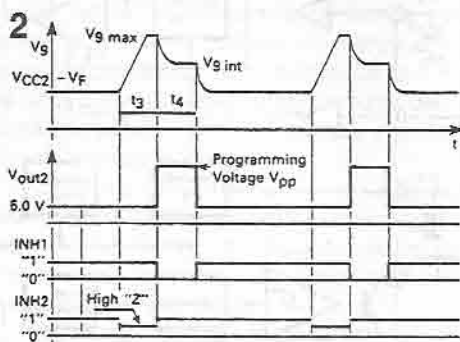 2
V9
V9 max
VCC2 – VF
V9 int
t3
t4
t
Vout2
Programming
Voltage Vpp
6.0 V
INH1
"1"
"0"
INH2
High "Z"
"1"
"0"